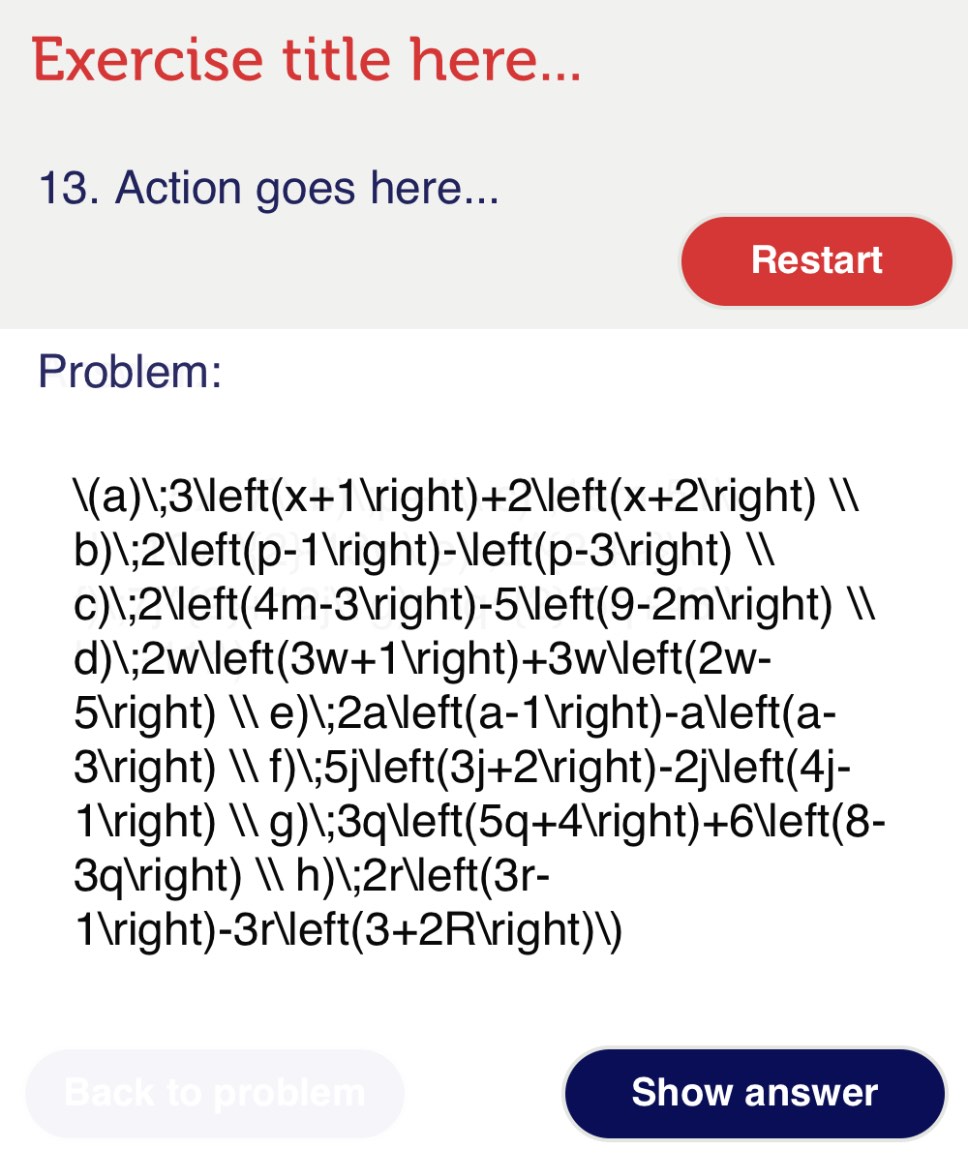 Exercise title here...
13. Action goes here...
Restart
Problem:
\(a)\;3\left(x+1\right)+2\left(x+2\right) \\
b)\;2\left(p-1\right)-\left(p-3\right) \\
c)\;2\left(4m-3\right)-5\left(9-2m\right) \\
d)\;2w\left(3w+1\right)+3w\left(2w-
5\right) \\ e)\;2a\left(a-1\right)-a\left(a-
3\right) \\ f)\;5j\left(3j+2\right)-2j\left(4j-
1\right) \\ g)\;3q\left(5q+4\right)+6\left(8-
3q\right) \\ h)\;2r\left(3r-
1\right)-3r\left(3+2R\right)\)
Back to problem
Show answer